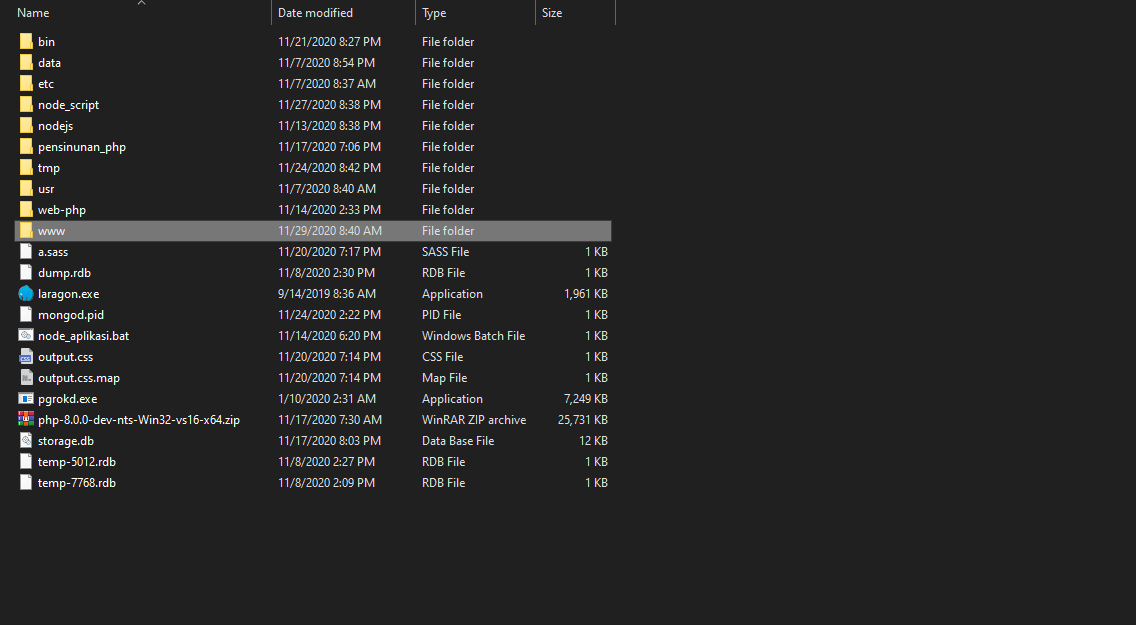 Name Date modified Type Size
bin 11/21/2020 8:27 PM File folder
data 11/7/2020 8:54 PM File folder
etc 11/7/2020 8:37 AM File folder
node_script 11/27/2020 8:38 PM File folder
nodejs 11/13/2020 8:38 PM File folder
pensinunan_php 11/17/2020 7:06 PM File folder
tmp 11/24/2020 8:42 PM File folder
usr 11/7/2020 8:40 AM File folder
web-php 11/14/2020 2:33 PM File folder
www 11/29/2020 8:40 AM File folder
a.sass 11/20/2020 7:17 PM SASS File 1 KB
dump.rdb 11/8/2020 2:30 PM RDB File 1 KB
laragon.exe 9/14/2019 8:36 AM Application 1,961 KB
mongod.pid 11/24/2020 2:22 PM PID File 1 KB
node_aplikasi.bat 11/14/2020 6:20 PM Windows Batch File 1 KB
output.css 11/20/2020 7:14 PM CSS File 1 KB
output.css.map 11/20/2020 7:14 PM Map File 1 KB
pgrokd.exe 1/10/2020 2:31 AM Application 7,249 KB
php-8.0.0-dev-nts-Win32-vs16-x64.zip 11/17/2020 7:30 AM WinRAR ZIP archive 25,731 KB
storage.db 11/17/2020 8:03 PM Data Base File 12 KB
temp-5012.rdb 11/8/2020 2:27 PM RDB File 1 KB
temp-7768.rdb 11/8/2020 2:09 PM RDB File 1 KB